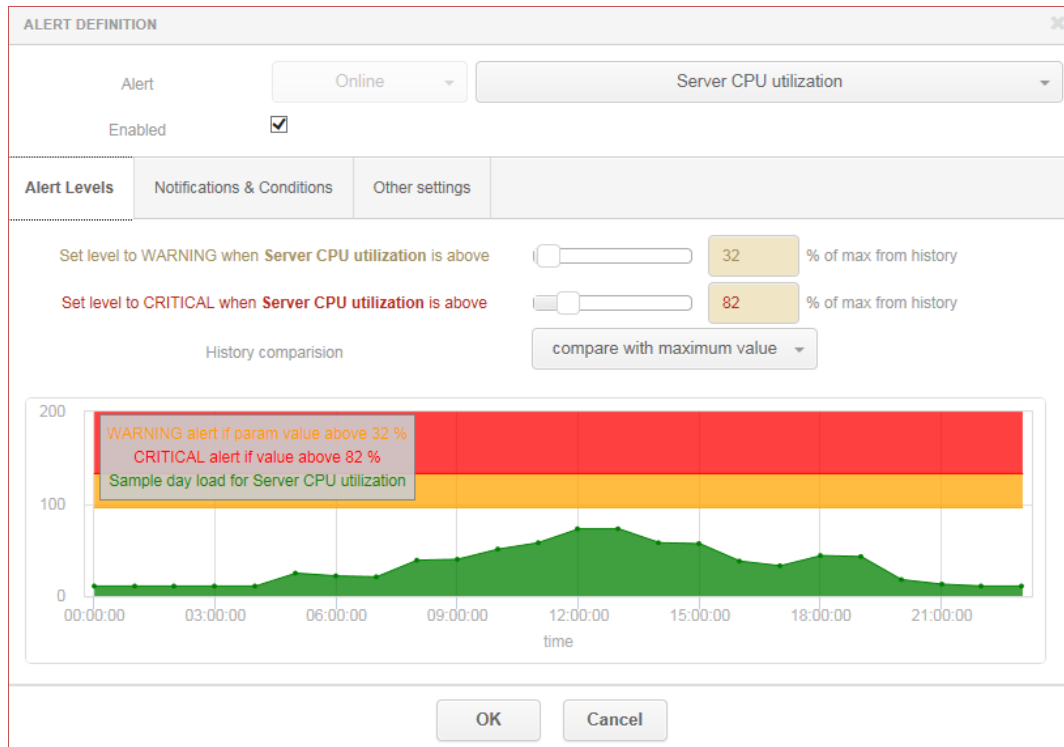 ALERT DEFINITION
Alert Online Server CPU utilization
Enabled
Alert Levels Notifications & Conditions Other settings
Set level to WARNING when Server CPU utilization is above 32 % of max from history
Set level to CRITICAL when Server CPU utilization is above 82 % of max from history
History comparision compare with maximum value
200
WARNING alert if param value above 32 %
CRITICAL alert if value above 82 %
Sample day load for Server CPU utilization
100
0
00:00:00 03:00:00 06:00:00 09:00:00 12:00:00 15:00:00 18:00:00 21:00:00
time
OK Cancel